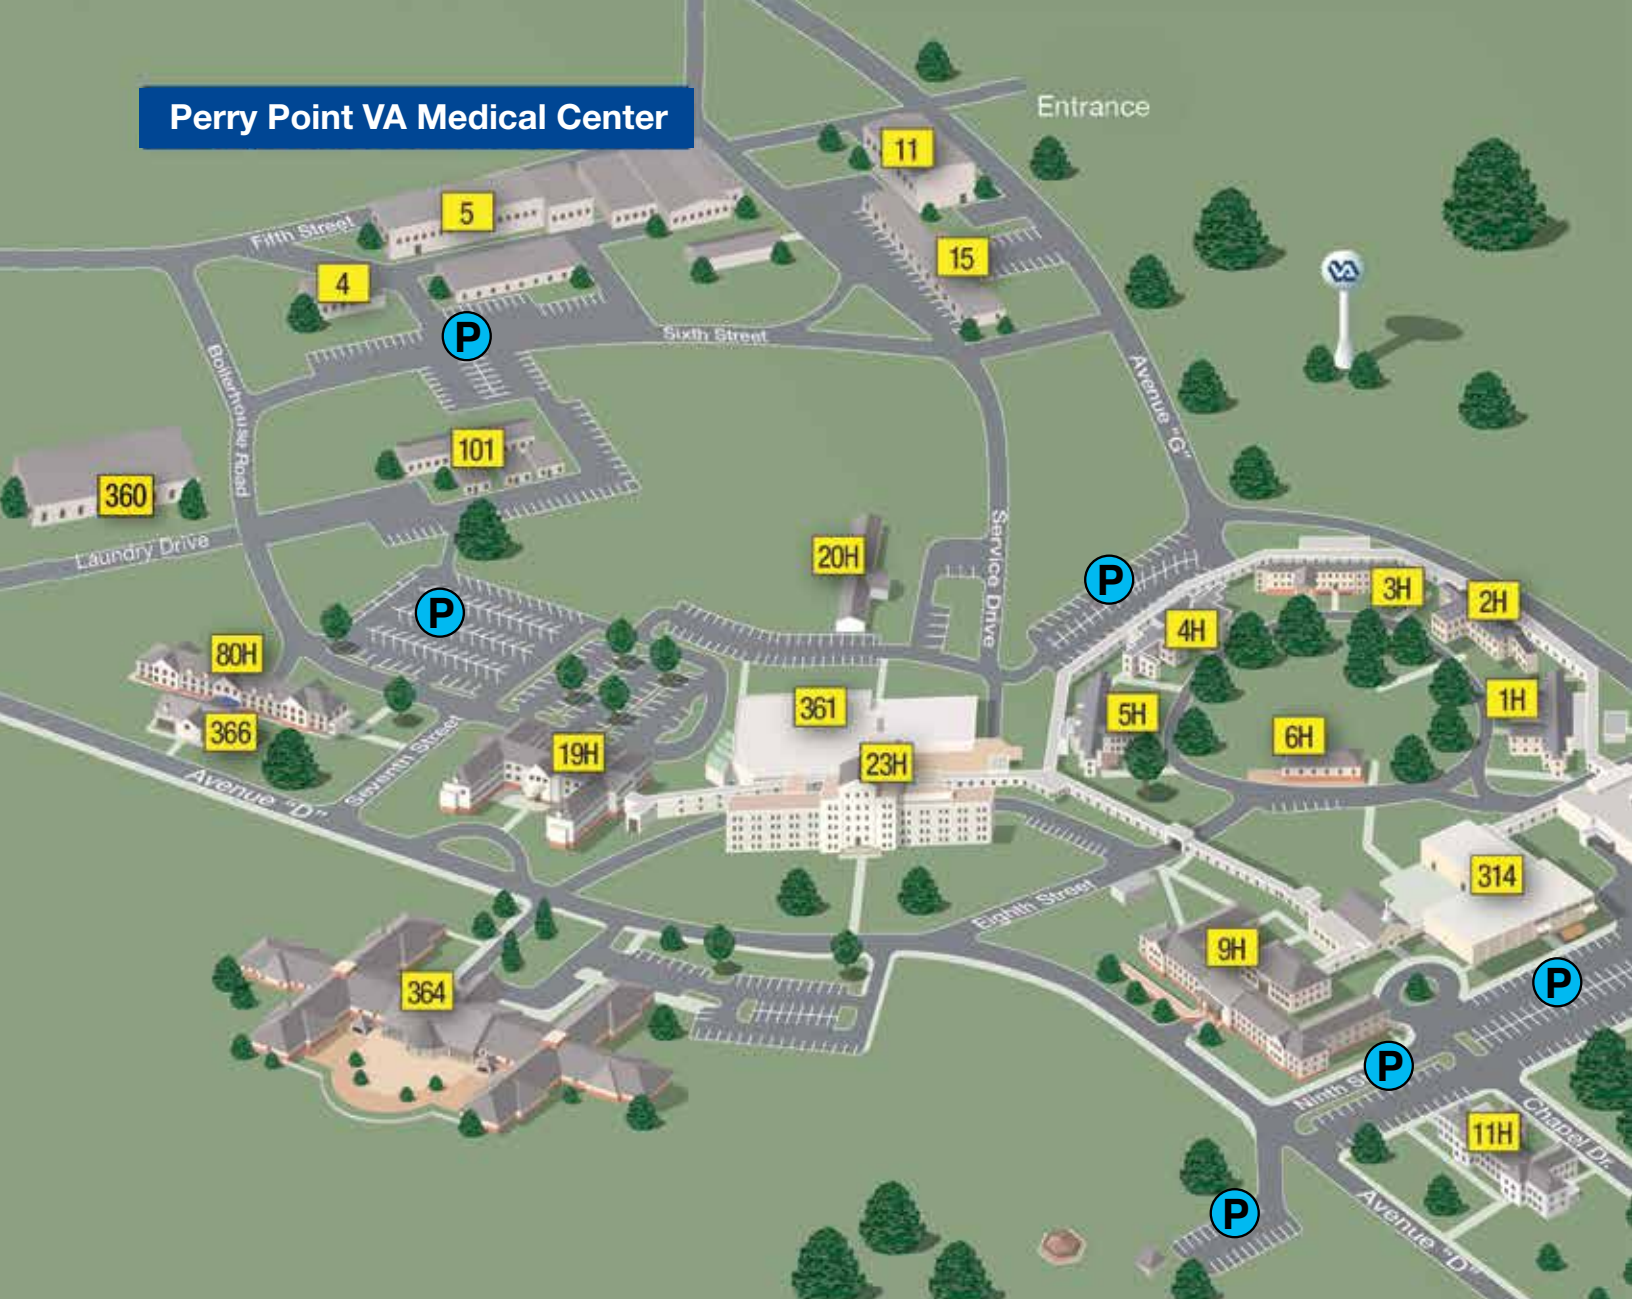 Perry Point VA Medical Center
Entrance
11
5
Fifth Street
15
4
VA
P
Sixth Street
Boilerhouse Road
Avenue "G"
101
360
Laundry Drive
20H
Service Drive
P
3H
2H
P
4H
80H
361
5H
1H
366
Seventh Street
19H
6H
23H
Avenue "D"
314
Eighth Street
9H
364
P
P
Ninth
Chapel Dr.
11H
P
Avenue "D"